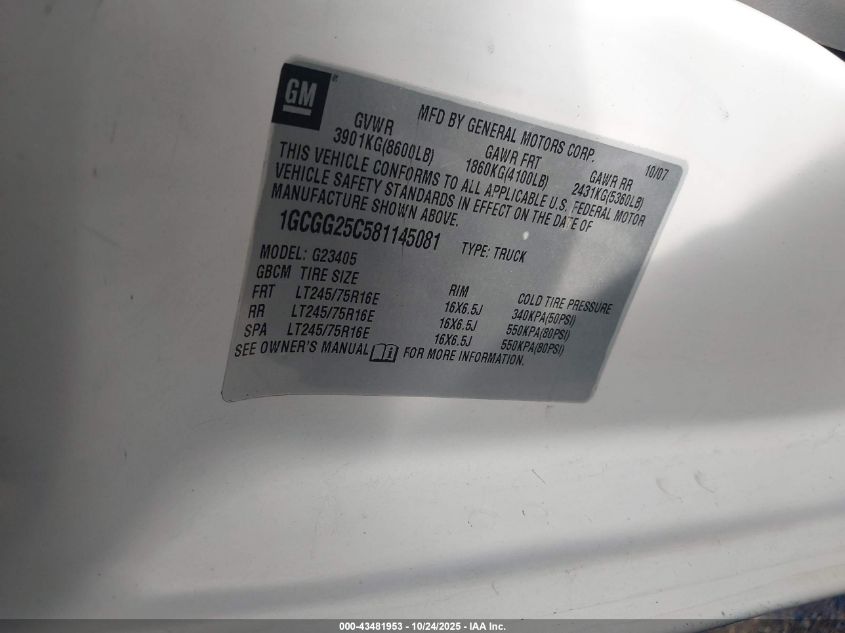 GM
MFD BY GENERAL MOTORS CORP. 10/07
GVWR GAWR FRT GAWR RR
3901KG(8600LB) 1860KG(4100LB) 2431KG(5360LB)
THIS VEHICLE CONFORMS TO ALL APPLICABLE U.S. FEDERAL MOTOR
VEHICLE SAFETY STANDARDS IN EFFECT ON THE DATE OF
MANUFACTURE SHOWN ABOVE.
1GCGG25C581145081 TYPE: TRUCK
MODEL: G23405
GBCM TIRE SIZE RIM COLD TIRE PRESSURE
FRT LT245/75R16E 16X6.5J 340KPA(50PSI)
RR LT245/75R16E 16X6.5J 550KPA(80PSI)
SPA LT245/75R16E 16X6.5J 550KPA(80PSI)
SEE OWNER'S MANUAL FOR MORE INFORMATION.
000-43481953 - 10/24/2025 - IAA Inc.